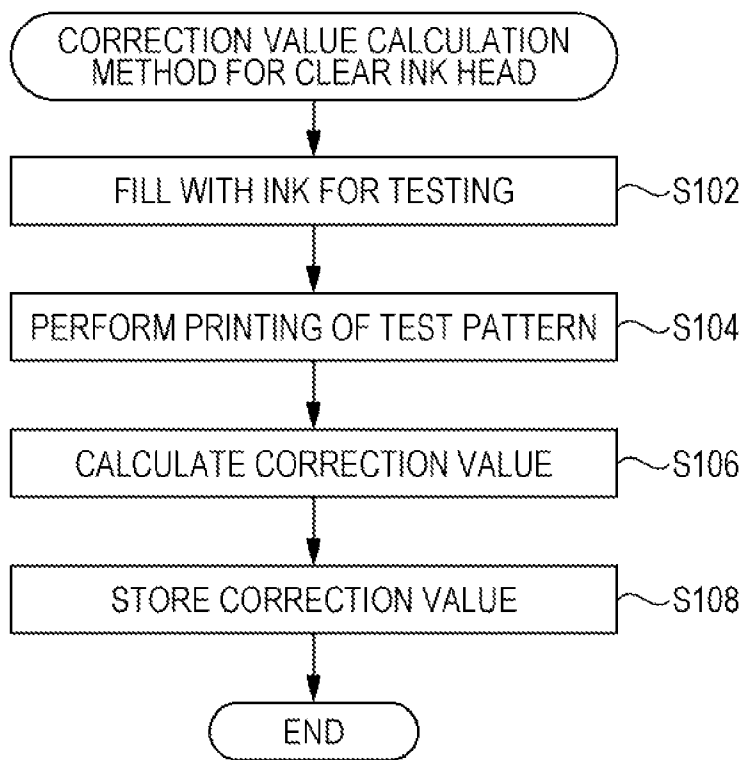 CORRECTION VALUE CALCULATION
METHOD FOR CLEAR INK HEAD
FILL WITH INK FOR TESTING
S102
PERFORM PRINTING OF TEST PATTERN
S104
CALCULATE CORRECTION VALUE
S106
STORE CORRECTION VALUE
S108
END